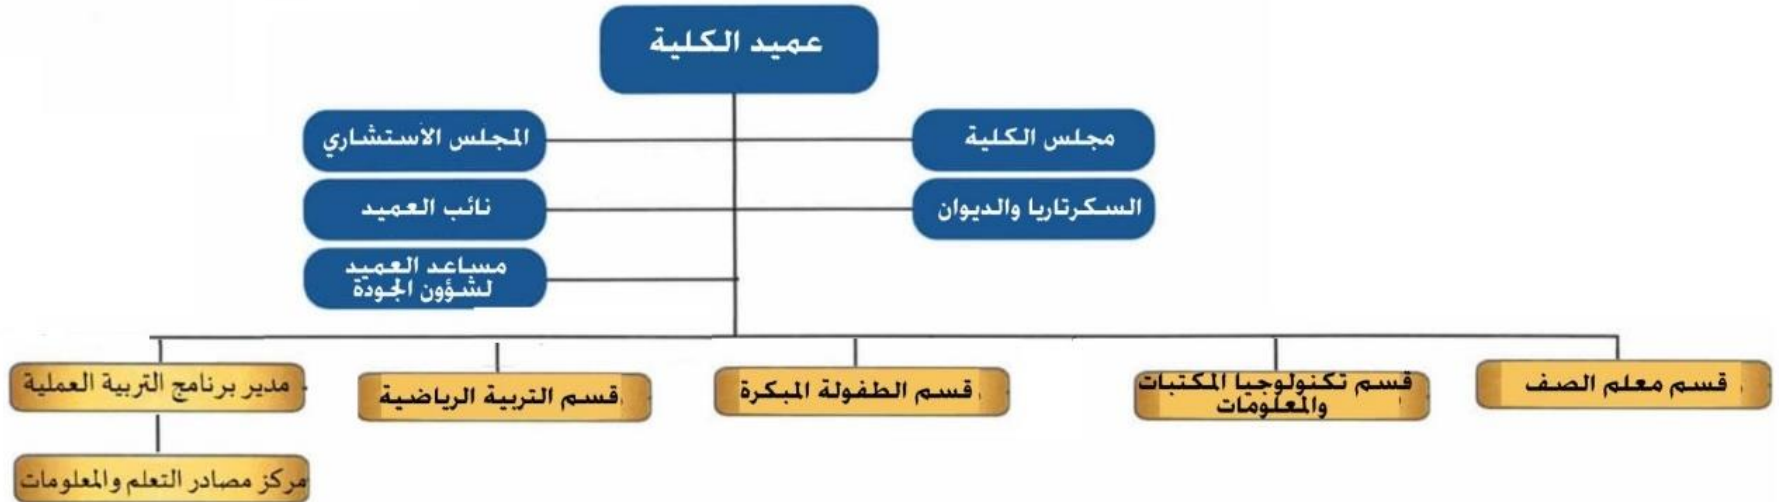 عميد الكلية
مجلس الكلية
المجلس الأستشاري
السكرتاريا والديوان
نائب العميد
مساعد العميد
لشؤون الجودة
قسم معلم الصف
قسم تكنولوجيا المكتبات
والمعلومات
قسم الطفولة المبكرة
قسم التربية الرياضية
مدير برنامج التربية العملية
مركز مصادر التعلم والمعلومات